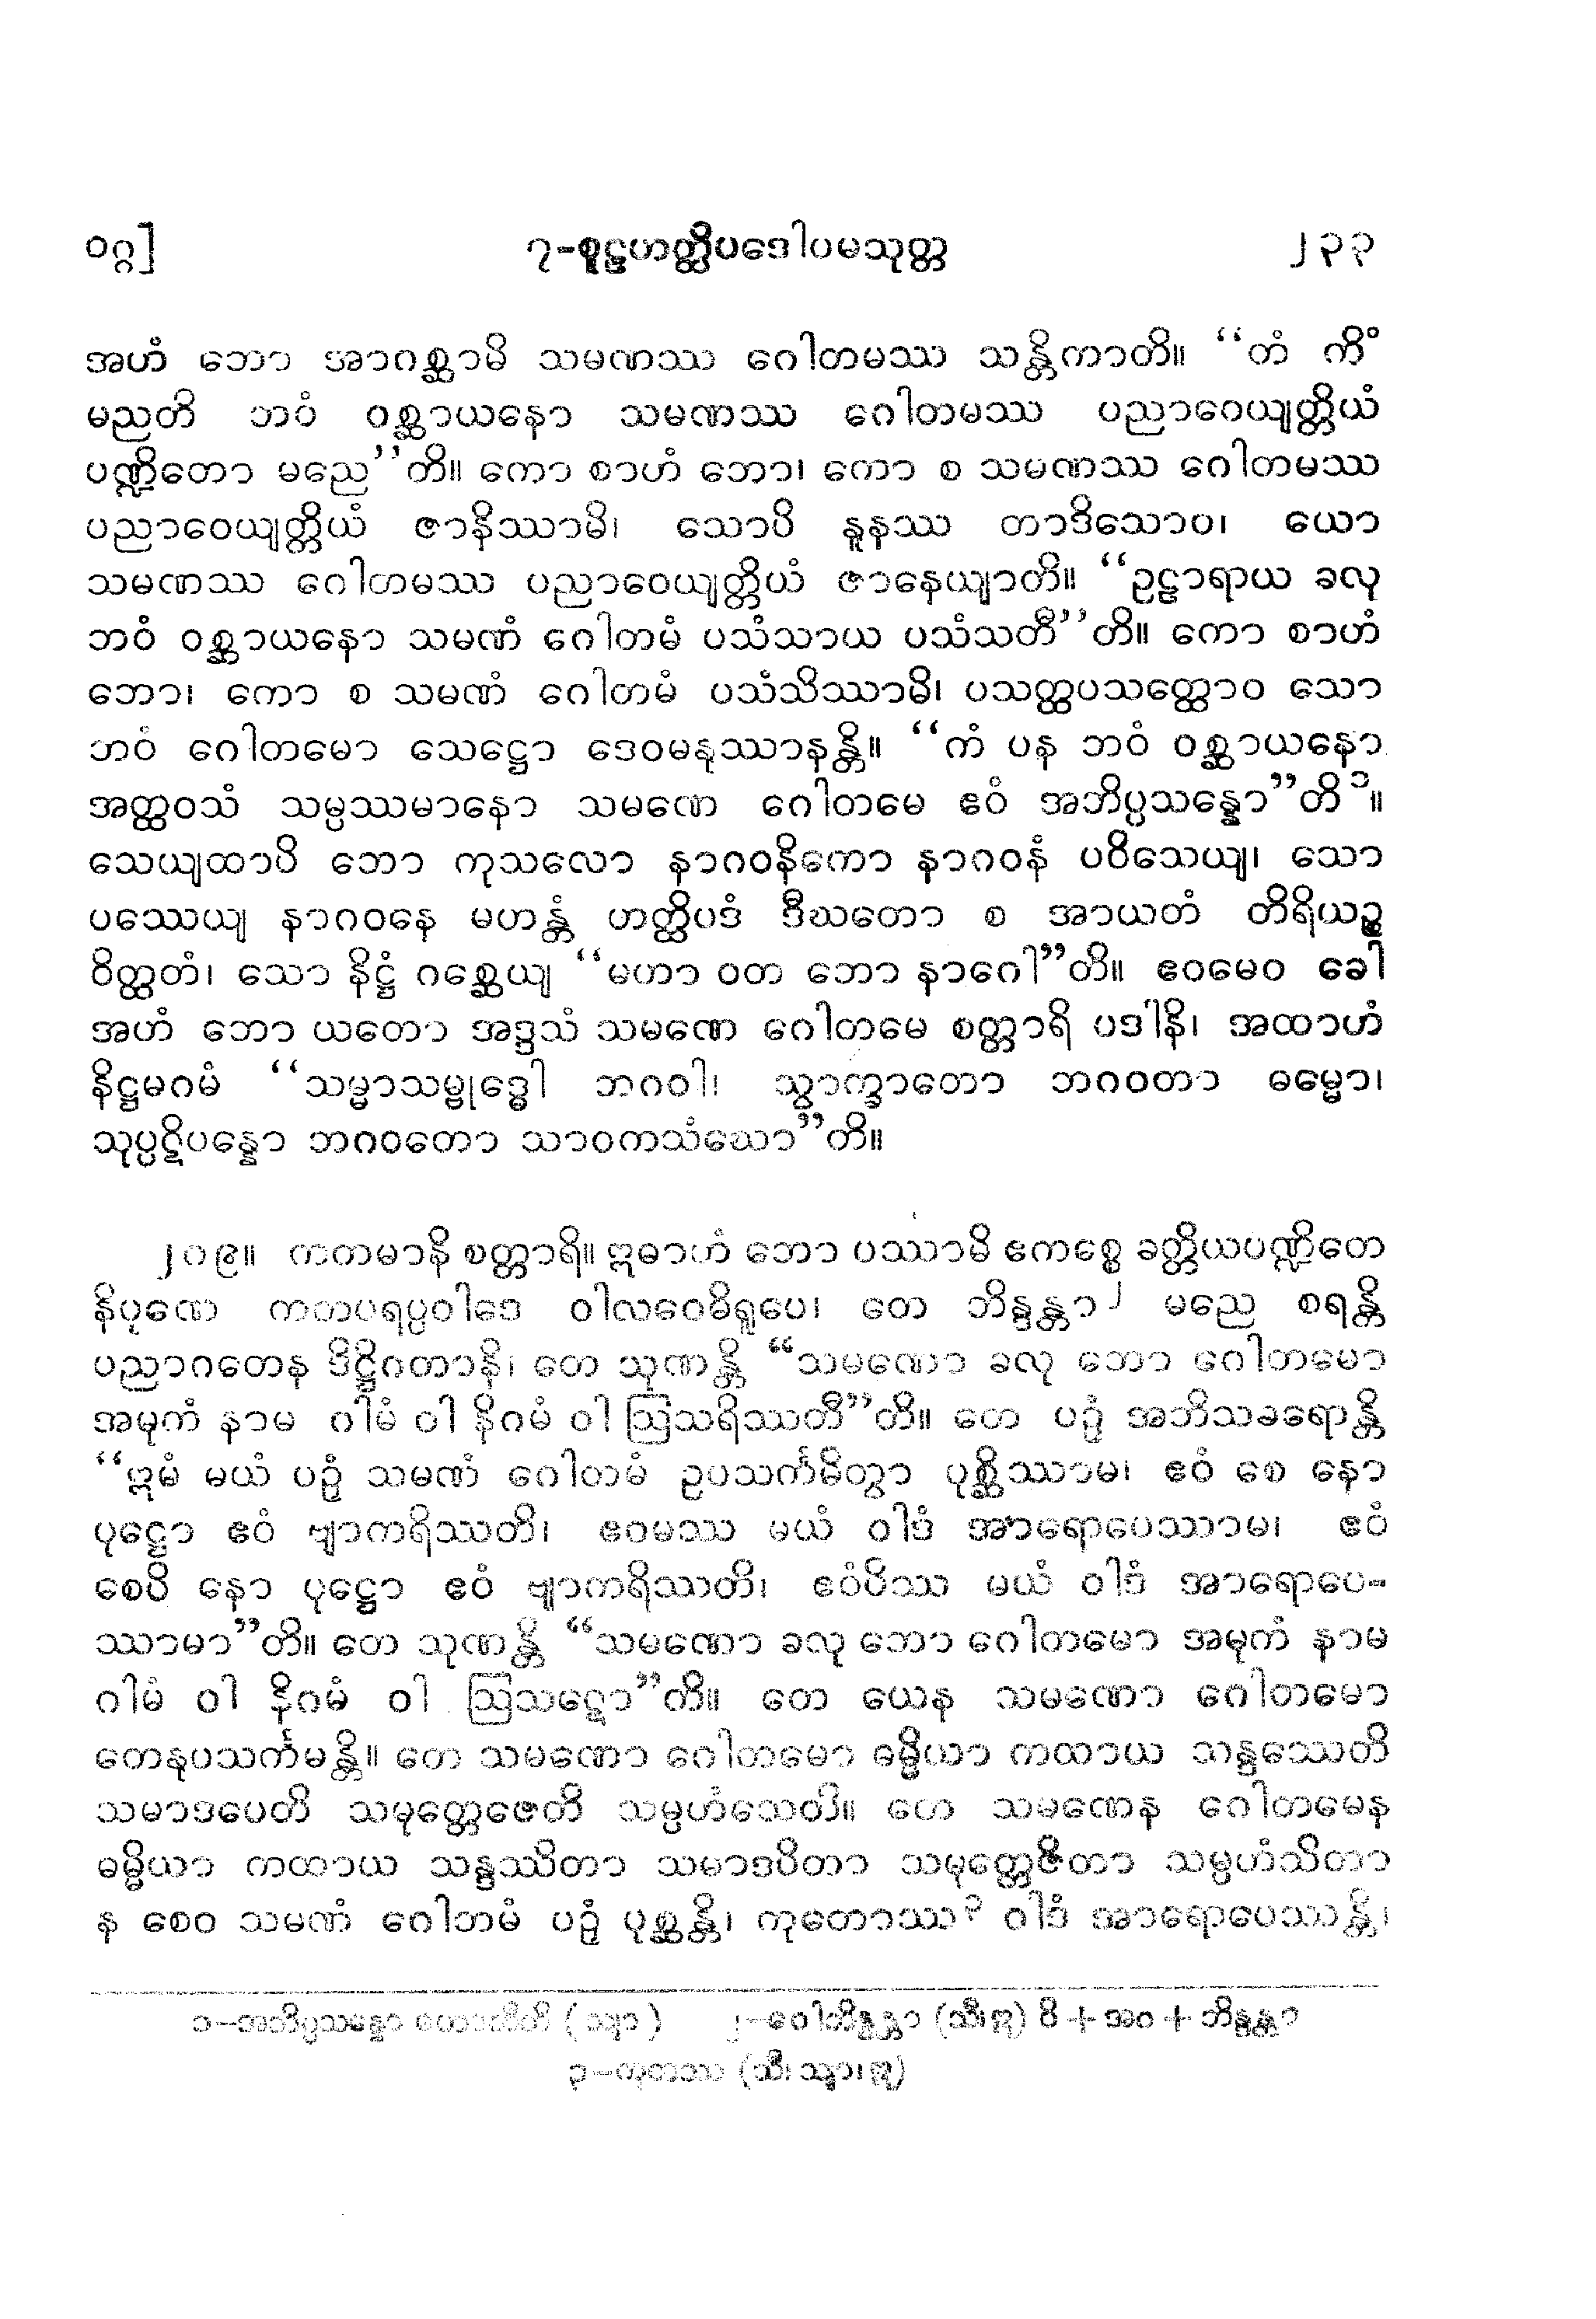 ဝဂ္ဂ] ၇-စူဠဟတ္ထိပဒေါပမသုတ္တ ၂၃၃
အဟံ ဘော အာဂစ္ဆာမိ သမဏဿ ဂေါတမဿ သန္တိကာတိ။ “တံ ကိံ
မညတိ ဘဝံ ဝစ္ဆာယနော သမဏဿ ဂေါတမဿ ပညာဝေယျတ္တိယံ
ပဏ္ဍိတော မညေ”တိ။ ကော စာဟံ ဘော၊ ကော စ သမဏဿ ဂေါတမဿ
ပညာဝေယျတ္တိယံ ဇာနိဿာမိ၊ သောပိ နူနဿ တာဒိသောဝ၊ ယော
သမဏဿ ဂေါတမဿ ပညာဝေယျတ္တိယံ ဇာနေယျာတိ။ “ဥဠာရာယ ခလု
ဘဝံ ဝစ္ဆာယနော သမဏံ ဂေါတမံ ပသံသာယ ပသံသတီ”တိ။ ကော စာဟံ
ဘော၊ ကော စ သမဏံ ဂေါတမံ ပသံသိဿာမိ၊ ပသတ္ထပသတ္ထောဝ သော
ဘဝံ ဂေါတမော သေဋ္ဌော ဒေဝမနုဿာနန္တိ။ “ကံ ပန ဘဝံ ဝစ္ဆာယနော
အတ္ထဝသံ သမ္ပဿမာနော သမဏေ ဂေါတမေ ဧဝံ အဘိပ္ပသန္နော”တိ ၁။
သေယျထာပိ ဘော ကုသလော နာဂဝနိကော နာဂဝနံ ပဝိသေယျ၊ သော
ပဿေယျ နာဂဝနေ မဟန္တံ ဟတ္ထိပဒံ ဒီဃတော စ အာယတံ တိရိယဉ္စ
ဝိတ္ထတံ၊ သော နိဋ္ဌံ ဂစ္ဆေယျ “မဟာ ဝတ ဘော နာဂေါ”တိ။ ဧဝမေဝ ခေါ
အဟံ ဘော ယတော အဒ္ဒသံ သမဏေ ဂေါတမေ စတ္တာရိ ပဒါနိ၊ အထာဟံ
နိဋ္ဌမဂမံ “သမ္မာသမ္ဗုဒ္ဓေါ ဘဂဝါ၊ သွာက္ခာတော ဘဂဝတာ ဓမ္မော၊
သုပ္ပဋိပန္နော ဘဂဝတော သာဝကသံဃော”တိ။
၂၈၉။ ကတမာနိ စတ္တာရိ။ ဣဓာဟံ ဘော ပဿာမိ ဧကစ္စေ ခတ္တိယပဏ္ဍိတေ
နိပုဏေ ကတပရပ္ပဝါဒေ ဝါလဝေဓိရူပေ၊ တေ ဘိန္ဒန္တာ၂ မညေ စရန္တိ
ပညာဂတေန ဒိဋ္ဌိဂတာနိ၊ တေ သုဏန္တိ “သမဏော ခလု ဘော ဂေါတမော
အမုကံ နာမ ဂါမံ ဝါ နိဂမံ ဝါ ဩသရိဿတီ”တိ။ တေ ပဉှံ အဘိသင်္ခရောန္တိ
“ဣမံ မယံ ပဉှံ သမဏံ ဂေါတမံ ဥပသင်္ကမိတွာ ပုစ္ဆိဿာမ၊ ဧဝံ စေ နော
ပုဋ္ဌော ဧဝံ ဗျာကရိဿတိ၊ ဧဝမဿ မယံ ဝါဒံ အာရောပေဿာမ၊ ဧဝံ
စေပိ နော ပုဋ္ဌော ဧဝံ ဗျာကရိဿတိ၊ ဧဝံပိဿ မယံ ဝါဒံ အာရောပေ-
ဿာမာ”တိ။ တေ သုဏန္တိ “သမဏော ခလု ဘော ဂေါတမော အမုကံ နာမ
ဂါမံ ဝါ နိဂမံ ဝါ ဩသဋော”တိ။ တေ ယေန သမဏော ဂေါတမော
တေနုပသင်္ကမန္တိ။ တေ သမဏော ဂေါတမော ဓမ္မိယာ ကထာယ သန္ဒဿေတိ
သမာဒပေတိ သမုတ္တေဇေတိ သမ္ပဟံသေတိ။ တေ သမဏေန ဂေါတမေန
ဓမ္မိယာ ကထာယ သန္ဒဿိတာ သမာဒပိတာ သမုတ္တေဇိတာ သမ္ပဟံသိတာ
န စေဝ သမဏံ ဂေါတမံ ပဉှံ ပုစ္ဆန္တိ၊ ကုတောဿ၃ ဝါဒံ အာရောပေဿန္တိ၊
၁-အဘိပ္ပသန္နော ဟောတီတိ (သျာ) ၂-ဝေါဘိန္ဒန္တာ (သီ၊ ဣ) ဝိ + အဝ + ဘိန္ဒန္တာ
၃-ကုတဿ (သီ၊ သျာ၊ ဣ)